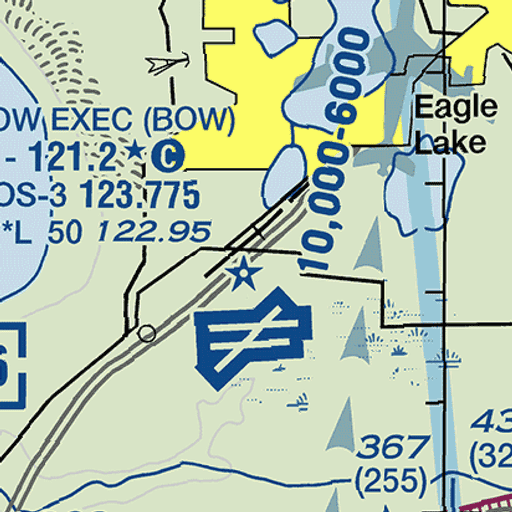 OW EXEC (BOW)
- 121.2* C
OS-3 123.775
*L 50 122.95
10,000-6000
Eagle
Lake
367
(255)
43
(32